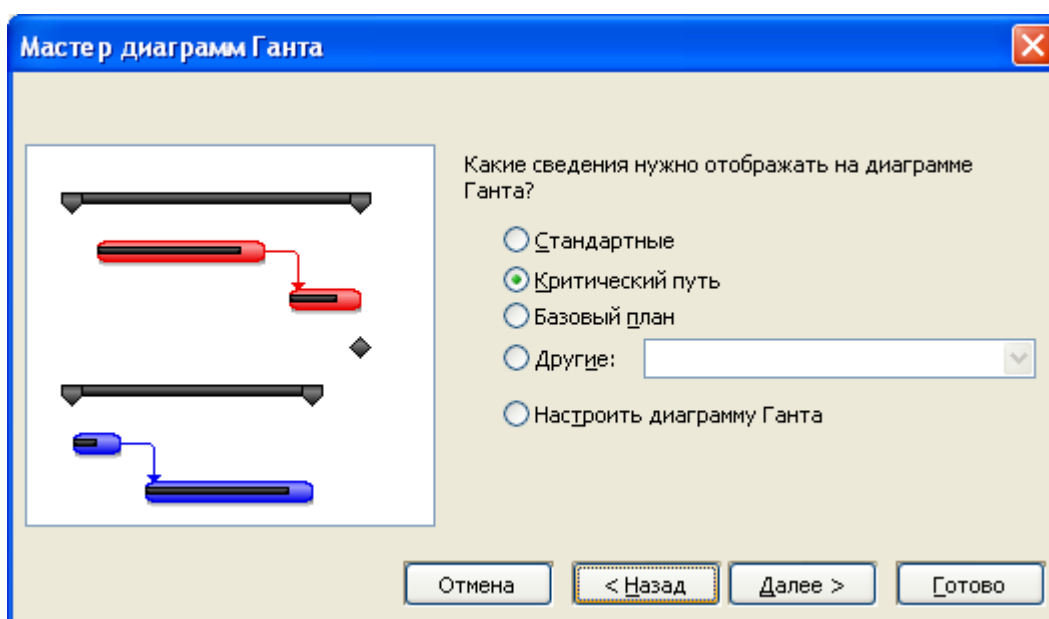 Мастер диаграмм Ганта
Какие сведения нужно отображать на диаграмме
Ганта?
Стандартные
Критический путь
Базовый план
Другие:
Настроить диаграмму Ганта
Отмена
< Назад
Далее >
Готово